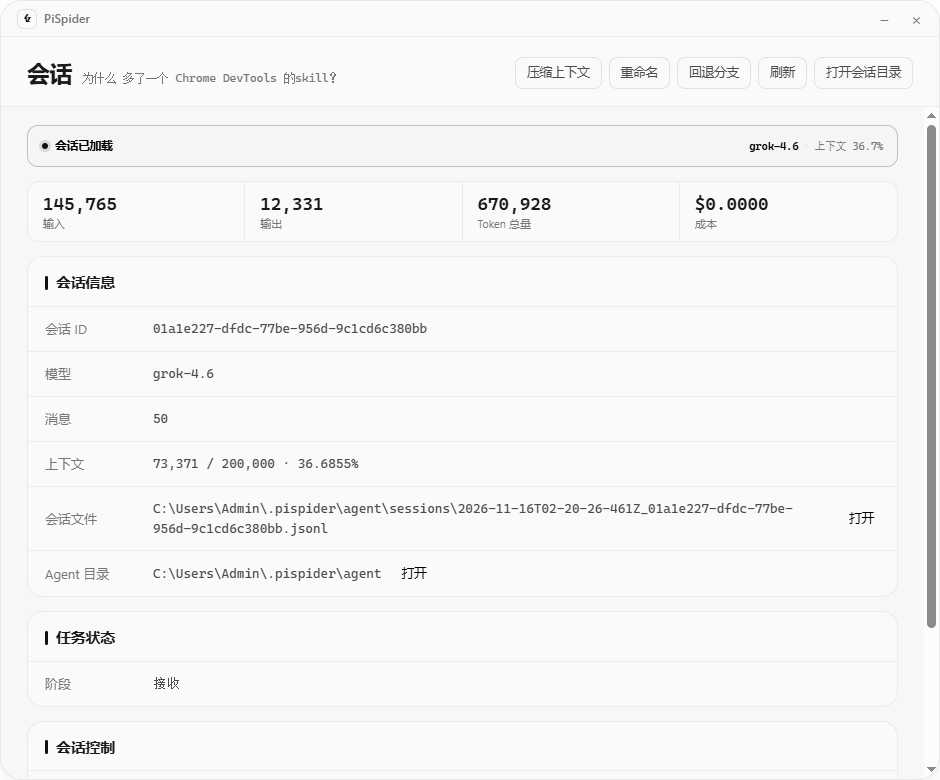 PiSpider
会话 为什么 多了一个 Chrome DevTools 的skill?
压缩上下文 重命名 回退分支 刷新 打开会话目录
会话已加载 grok-4.6 · 上下文 36.7%
145,765 12,331 670,928 $0.0000
输入 输出 Token 总量 成本
会话信息
会话 ID 01a1e227-dfdc-77be-956d-9c1cd6c380bb
模型 grok-4.6
消息 50
上下文 73,371 / 200,000 · 36.6855%
会话文件 C:\Users\Admin\.pispider\agent\sessions\2026-11-16T02-20-26-461Z_01a1e227-dfdc-77be-
956d-9c1cd6c380bb.jsonl 打开
Agent 目录 C:\Users\Admin\.pispider\agent 打开
任务状态
阶段 接收
会话控制